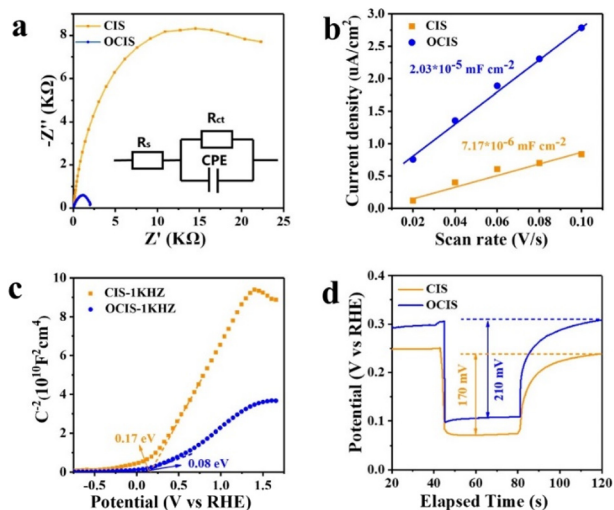 a
CIS
OCIS
-Z'' (KΩ)
8
6
4
2
0
0 5 10 15 20 25
Z' (KΩ)
Rs
Rct
CPE
b
CIS
OCIS
Current density (uA/cm²)
3.0
2.5
2.0
1.5
1.0
0.5
0.0
2.03*10⁻⁵ mF cm⁻²
7.17*10⁻⁶ mF cm⁻²
0.02 0.04 0.06 0.08 0.10
Scan rate (V/s)
c
CIS-1KHZ
OCIS-1KHZ
C⁻²(10¹⁰F²cm⁴)
10
8
6
4
2
0
0.17 eV
0.08 eV
-0.5 0.0 0.5 1.0 1.5
Potential (V vs RHE)
d
CIS
OCIS
Potential (V vs RHE)
0.4
0.3
0.2
0.1
0.0
170 mV
210 mV
20 40 60 80 100 120
Elapsed Time (s)